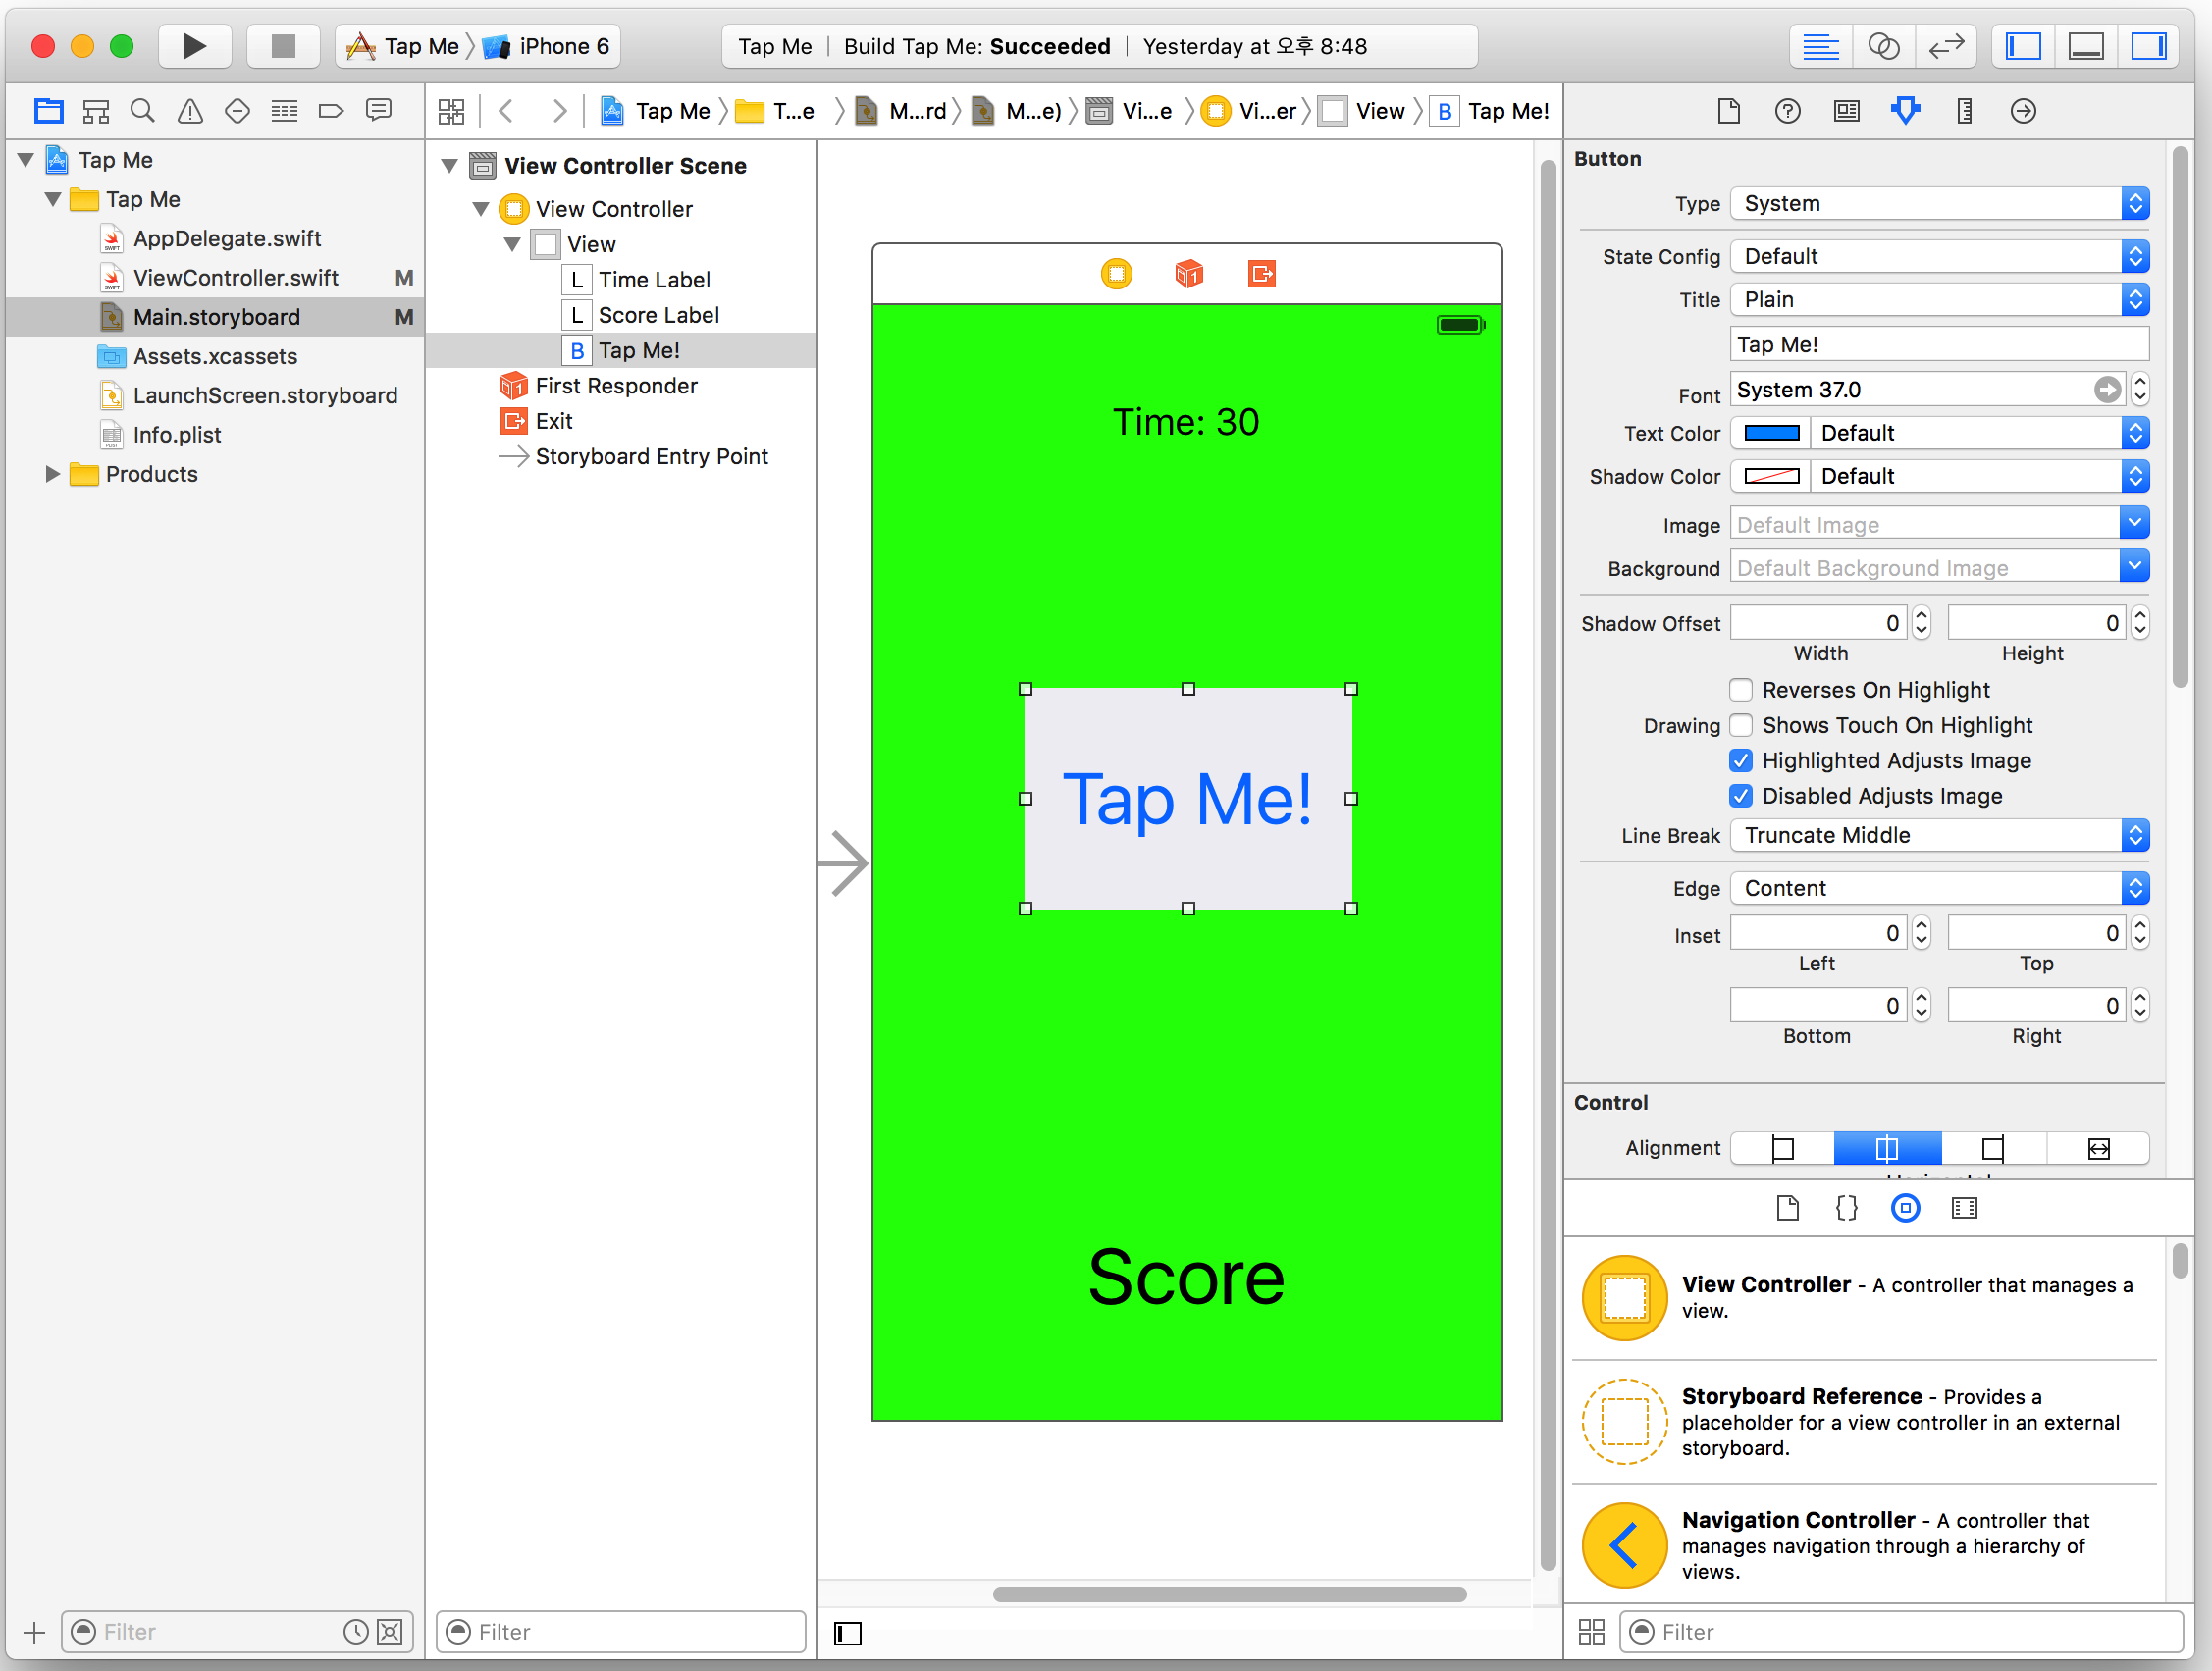 Tap Me iPhone 6 Tap Me Build Tap Me: Succeeded Yesterday at 오후 8:48
Tap Me T...e M...rd M...e) Vi...e Vi...er View B Tap Me!
Tap Me
Tap Me
AppDelegate.swift
ViewController.swift M
Main.storyboard M
Assets.xcassets
LaunchScreen.storyboard
Info.plist
Products
Filter
View Controller Scene
View Controller
View
L Time Label
L Score Label
B Tap Me!
First Responder
Exit
Storyboard Entry Point
Filter
Time: 30
Tap Me!
Score
Button
Type System
State Config Default
Title Plain
Tap Me!
Font System 37.0
Text Color Default
Shadow Color Default
Image Default Image
Background Default Background Image
Shadow Offset 0 0
Width Height
Reverses On Highlight
Drawing Shows Touch On Highlight
Highlighted Adjusts Image
Disabled Adjusts Image
Line Break Truncate Middle
Edge Content
Inset 0 0
Left Top
0 0
Bottom Right
Control
Alignment
{}
View Controller - A controller that manages a
view.
Storyboard Reference - Provides a
placeholder for a view controller in an external
storyboard.
Navigation Controller - A controller that
manages navigation through a hierarchy of
views.
Filter